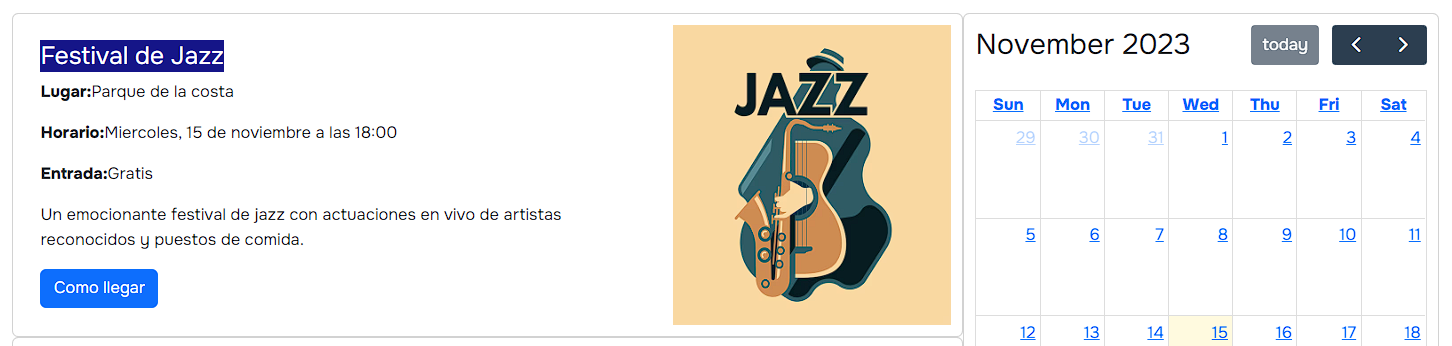 Festival de Jazz
Lugar:Parque de la costa
Horario:Miercoles, 15 de noviembre a las 18:00
Entrada:Gratis
Un emocionante festival de jazz con actuaciones en vivo de artistas
reconocidos y puestos de comida.
Como llegar
JAZZ
November 2023
today
Sun Mon Tue Wed Thu Fri Sat
29 30 31 1 2 3 4
5 6 7 8 9 10 11
12 13 14 15 16 17 18